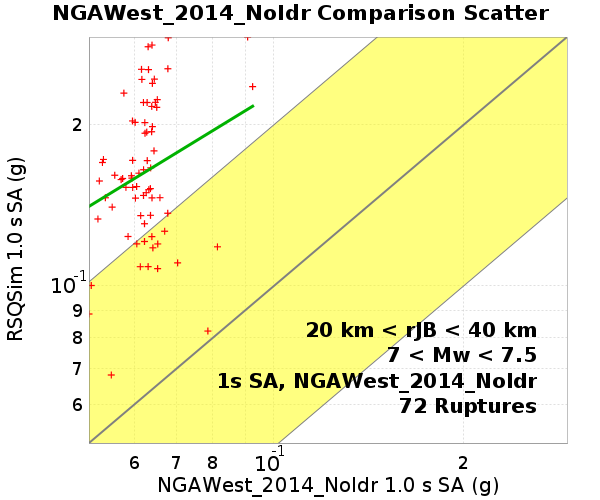 NGAWest_2014_NoIdr Comparison Scatter
RSQSim 1.0 s SA (g)
2
10⁻¹
9
8
7
6
20 km < rJB < 40 km
7 < Mw < 7.5
1s SA, NGAWest_2014_NoIdr
72 Ruptures
6 7 8 10⁻¹ 2
NGAWest_2014_NoIdr 1.0 s SA (g)